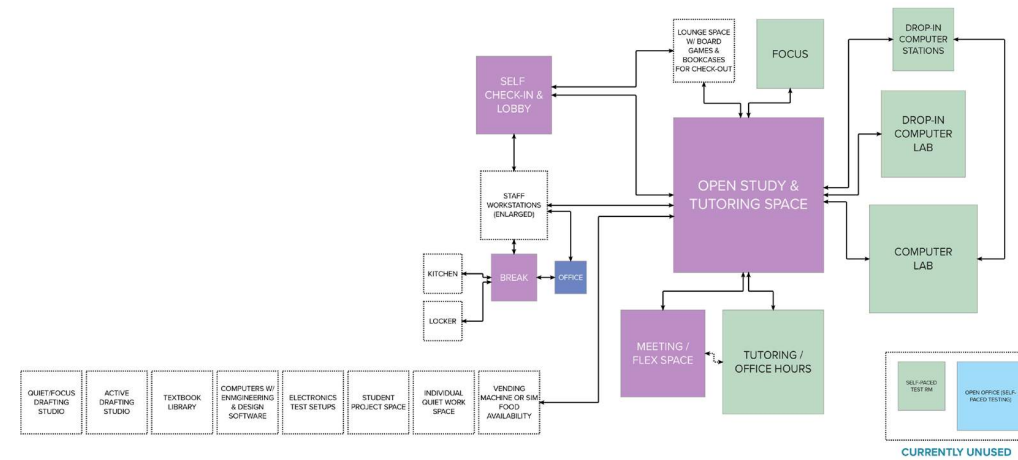 LOUNGE SPACE
W/ BOARD
GAMES &
BOOKCASES
FOR CHECK-OUT
FOCUS
DROP-IN
COMPUTER
STATIONS
SELF
CHECK-IN &
LOBBY
DROP-IN
COMPUTER
LAB
OPEN STUDY &
TUTORING SPACE
STAFF
WORKSTATIONS
(ENLARGED)
COMPUTER
LAB
KITCHEN
BREAK
OFFICE
LOCKER
MEETING /
FLEX SPACE
TUTORING /
OFFICE HOURS
QUIET/FOCUS
DRAFTING
STUDIO
ACTIVE
DRAFTING
STUDIO
TEXTBOOK
LIBRARY
COMPUTERS W/
ENMGINEERING
& DESIGN
SOFTWARE
ELECTRONICS
TEST SETUPS
STUDENT
PROJECT SPACE
INDIVIDUAL
QUIET WORK
SPACE
VENDING
MACHINE OR SIM
FOOD
AVAILABILITY
SELF-PACED
TEST RM
OPEN OFFICE (SELF-
PACED TESTING)
CURRENTLY UNUSED